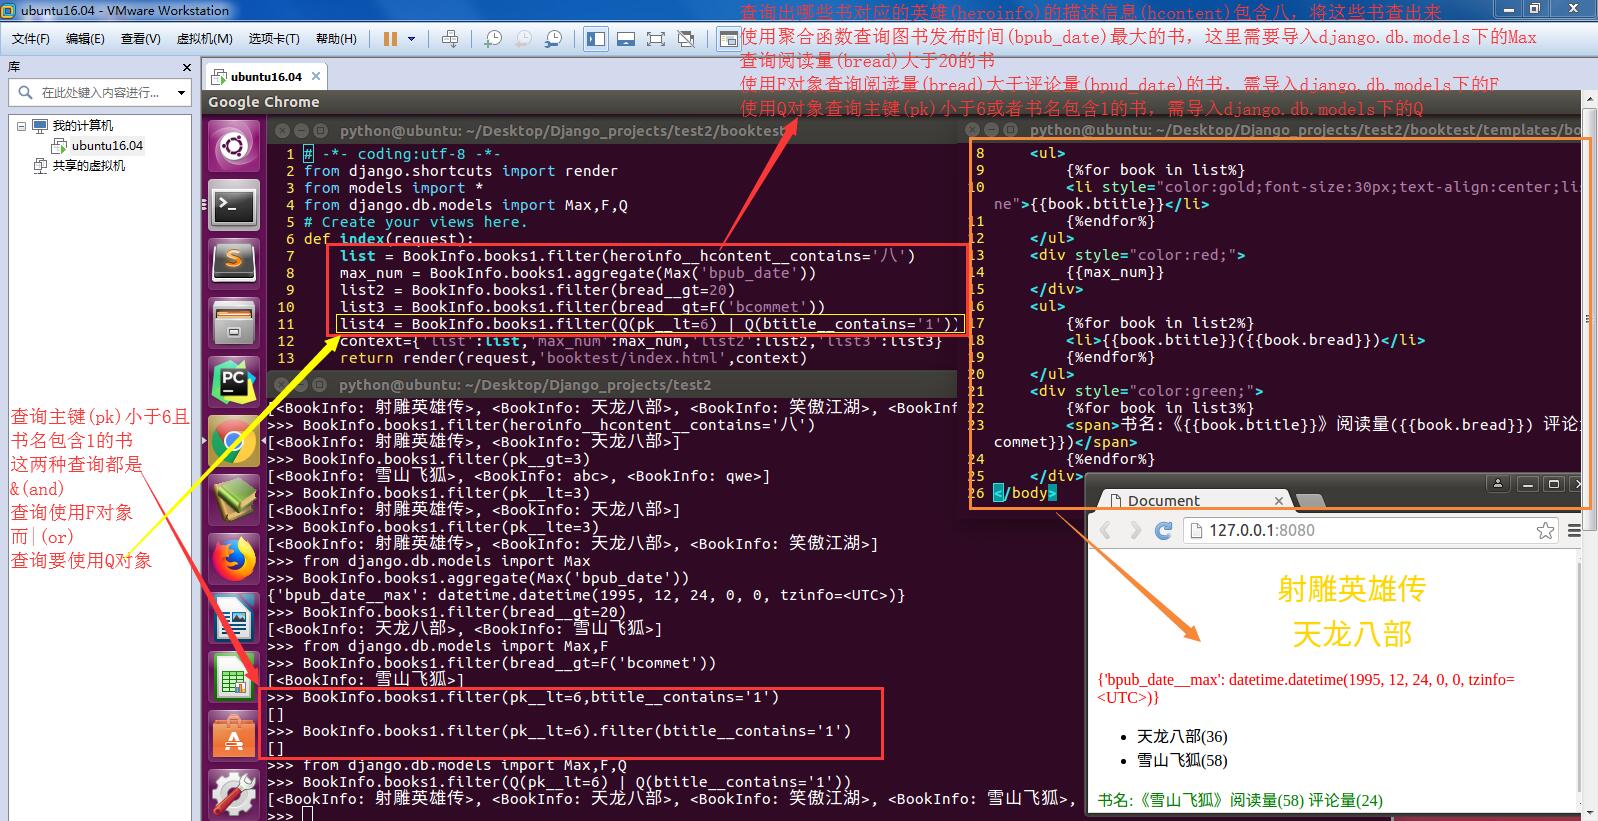 ubuntu16.04 - VMware Workstation
文件(F) 编辑(E) 查看(V) 虚拟机(M) 选项卡(T) 帮助(H)
查询出哪些书对应的英雄(heroinfo)的描述信息(hcontent)包含八，将这些书查出来
使用聚合函数查询图书发布时间(bpub_date)最大的书，这里需要导入django.db.models下的Max
查询阅读量(bread)大于20的书
使用F对象查询阅读量(bread)大于评论量(bpud_date)的书，需导入django.db.models下的F
使用Q对象查询主键(pk)小于6或者书名包含1的书，需导入django.db.models下的Q
库
在此处键入内容进行...
我的计算机
ubuntu16.04
共享的虚拟机
查询主键(pk)小于6且
书名包含1的书
这两种查询都是
&(and)
查询使用F对象
而|(or)
查询要使用Q对象
ubuntu16.04
Google Chrome
python@ubuntu: ~/Desktop/Django_projects/test2/booktest
1 # -*- coding:utf-8 -*-
2 from django.shortcuts import render
3 from models import *
4 from django.db.models import Max,F,Q
5 # Create your views here.
6 def index(request):
7 list = BookInfo.books1.filter(heroinfo__hcontent__contains='八')
8 max_num = BookInfo.books1.aggregate(Max('bpub_date'))
9 list2 = BookInfo.books1.filter(bread__gt=20)
10 list3 = BookInfo.books1.filter(bread__gt=F('bcommet'))
11 list4 = BookInfo.books1.filter(Q(pk__lt=6) | Q(btitle__contains='1'))
12 context={'list':list,'max_num':max_num,'list2':list2,'list3':list3}
13 return render(request,'booktest/index.html',context)
python@ubuntu: ~/Desktop/Django_projects/test2
[<BookInfo: 射雕英雄传>, <BookInfo: 天龙八部>, <BookInfo: 笑傲江湖>, <BookInfo
>>> BookInfo.books1.filter(heroinfo__hcontent__contains='八')
[<BookInfo: 射雕英雄传>, <BookInfo: 天龙八部>]
>>> BookInfo.books1.filter(pk__gt=3)
[<BookInfo: 雪山飞狐>, <BookInfo: abc>, <BookInfo: qwe>]
>>> BookInfo.books1.filter(pk__lt=3)
[<BookInfo: 射雕英雄传>, <BookInfo: 天龙八部>]
>>> BookInfo.books1.filter(pk__lte=3)
[<BookInfo: 射雕英雄传>, <BookInfo: 天龙八部>, <BookInfo: 笑傲江湖>]
>>> from django.db.models import Max
>>> BookInfo.books1.aggregate(Max('bpub_date'))
{'bpub_date__max': datetime.datetime(1995, 12, 24, 0, 0, tzinfo=<UTC>)}
>>> BookInfo.books1.filter(bread__gt=20)
[<BookInfo: 天龙八部>, <BookInfo: 雪山飞狐>]
>>> from django.db.models import Max,F
>>> BookInfo.books1.filter(bread__gt=F('bcommet'))
[<BookInfo: 雪山飞狐>]
>>> BookInfo.books1.filter(pk__lt=6,btitle__contains='1')
[]
>>> BookInfo.books1.filter(pk__lt=6).filter(btitle__contains='1')
[]
>>> from django.db.models import Max,F,Q
>>> BookInfo.books1.filter(Q(pk__lt=6) | Q(btitle__contains='1'))
[<BookInfo: 射雕英雄传>, <BookInfo: 天龙八部>, <BookInfo: 笑傲江湖>, <BookInfo: 雪山飞狐>,
>>>
python@ubuntu: ~/Desktop/Django_projects/test2/booktest/templates/bo
8 <ul>
9 {%for book in list%}
10 <li style="color:gold;font-size:30px;text-align:center;lis
ne">{{book.btitle}}</li>
11 {%endfor%}
12 </ul>
13 <div style="color:red;">
14 {{max_num}}
15 </div>
16 <ul>
17 {%for book in list2%}
18 <li>{{book.btitle}}({{book.bread}})</li>
19 {%endfor%}
20 </ul>
21 <div style="color:green;">
22 {%for book in list3%}
23 <span>书名:《{{book.btitle}}》阅读量({{book.bread}}) 评论
commet}})</span>
24 {%endfor%}
25 </div>
26 </body>
Document
127.0.0.1:8080
射雕英雄传
天龙八部
{'bpub_date__max': datetime.datetime(1995, 12, 24, 0, 0, tzinfo=
<UTC>)}
天龙八部(36)
雪山飞狐(58)
书名:《雪山飞狐》阅读量(58) 评论量(24)